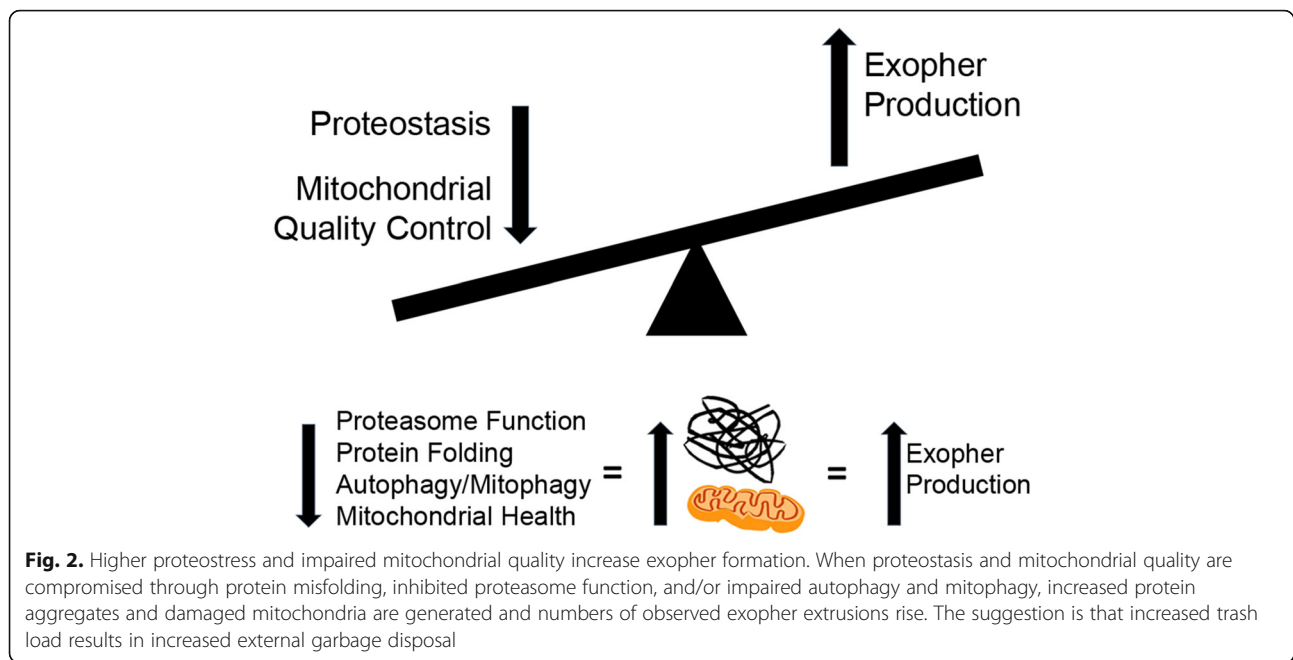 Exopher
Production
Proteostasis
Mitochondrial
Quality Control
Proteasome Function
Protein Folding
Autophagy/Mitophagy
Mitochondrial Health
=
=
Exopher
Production
Fig. 2. Higher proteostress and impaired mitochondrial quality increase exopher formation. When proteostasis and mitochondrial quality are
compromised through protein misfolding, inhibited proteasome function, and/or impaired autophagy and mitophagy, increased protein
aggregates and damaged mitochondria are generated and numbers of observed exopher extrusions rise. The suggestion is that increased trash
load results in increased external garbage disposal